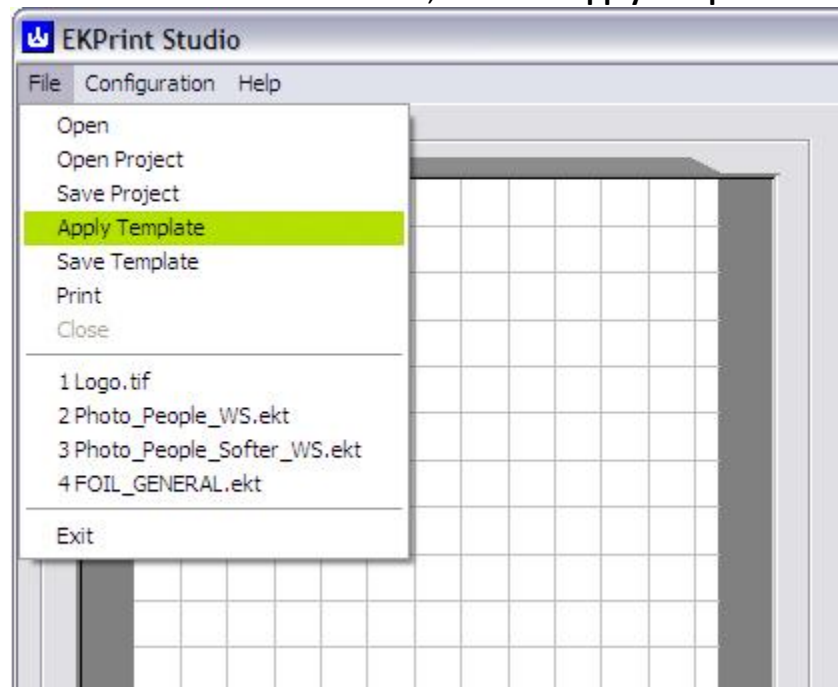 EKPrint Studio
File Configuration Help
Open
Open Project
Save Project
Apply Template
Save Template
Print
Close
1 Logo.tif
2 Photo_People_WS.ekt
3 Photo_People_Softer_WS.ekt
4 FOIL_GENERAL.ekt
Exit